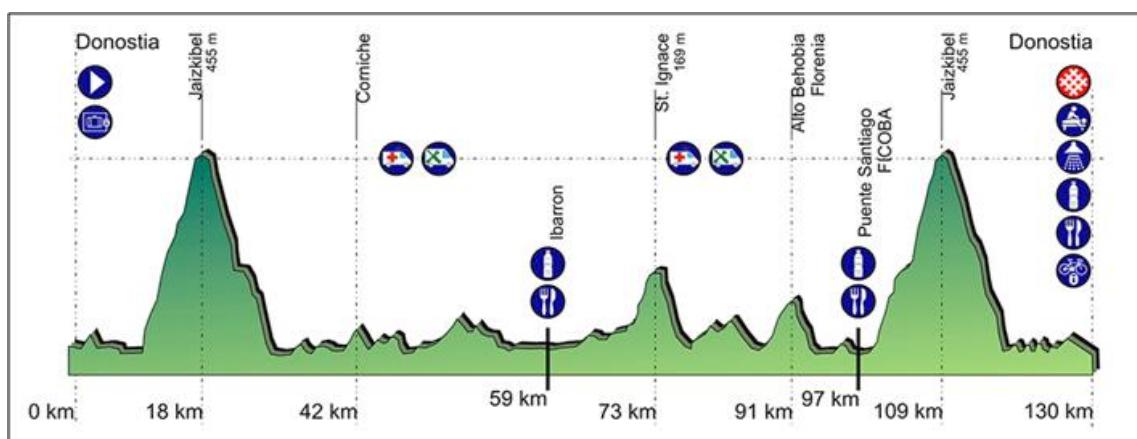 Donostia
Jaizkibel
455 m
Corniche
Ibarron
St. Ignace
169 m
Alto Behobia
Florenia
Puente Santiago
FICOBA
Jaizkibel
455 m
Donostia
0 km
18 km
42 km
59 km
73 km
91 km
97 km
109 km
130 km